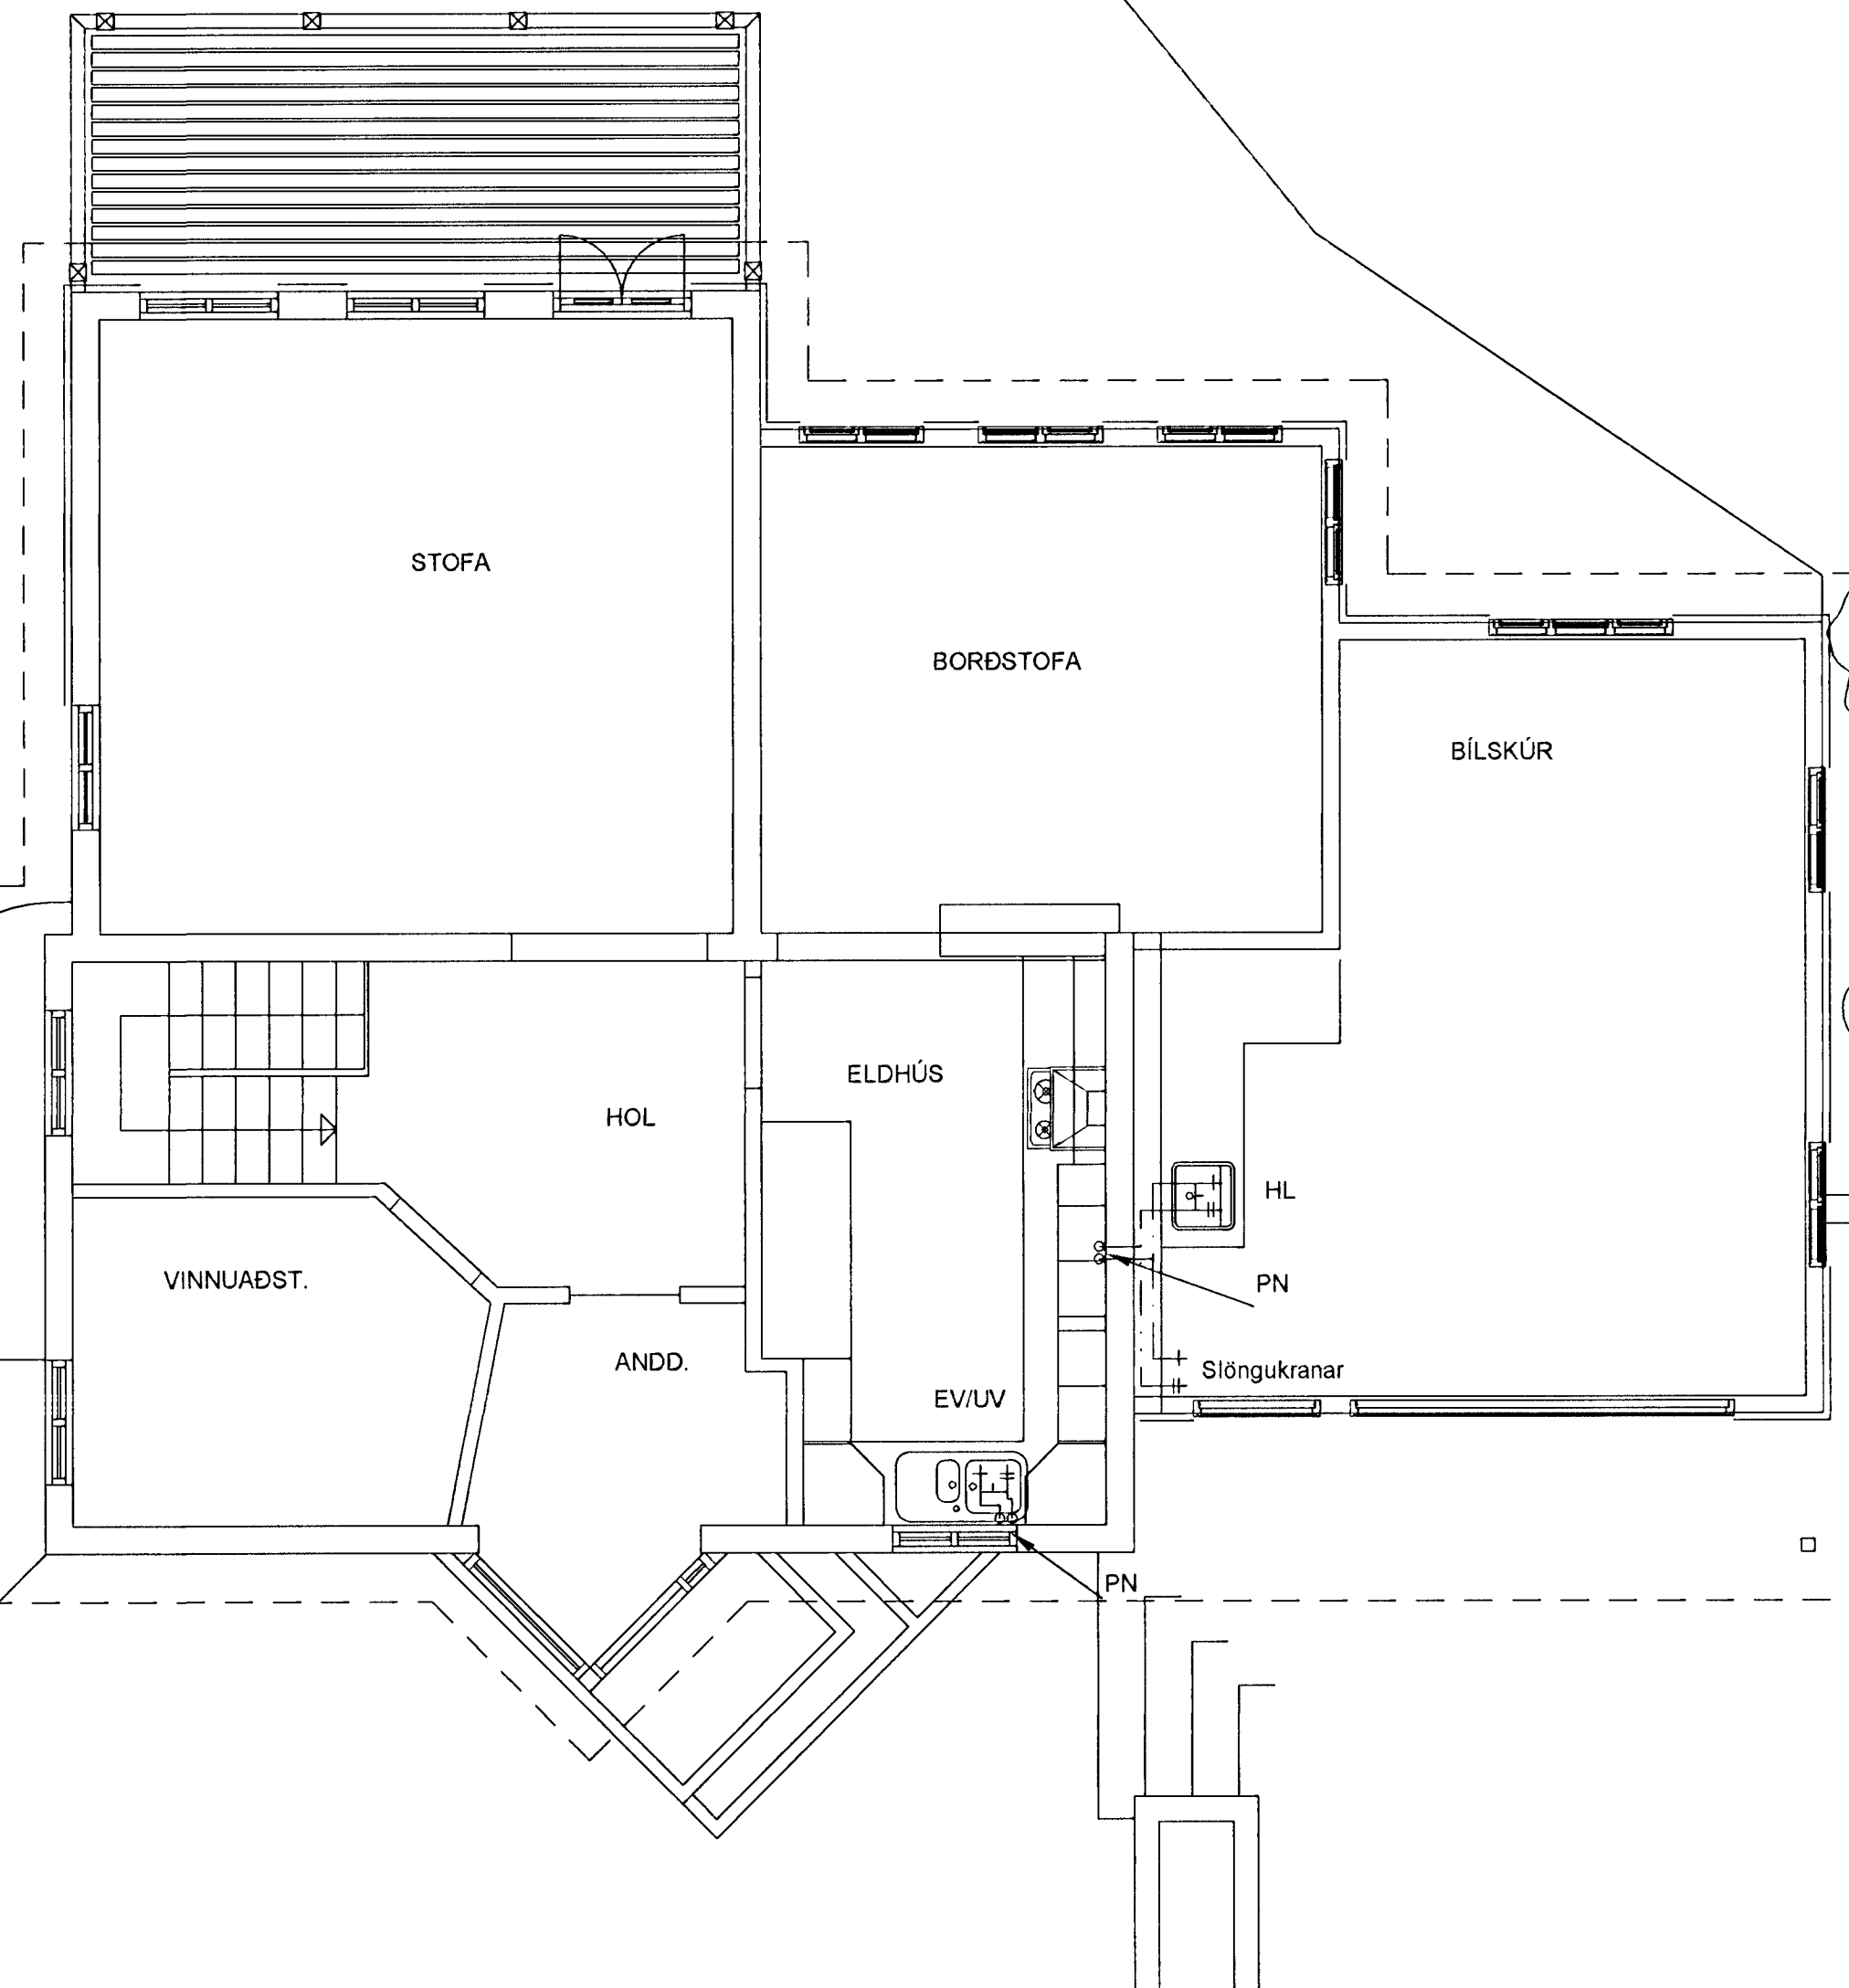 STOFA
BORÐSTOFA
BÍLSKÚR
ELDHÚS
HOL
HL
VINNUAÐST.
PN
ANDD.
Slöngukranar
EV/UV
PN